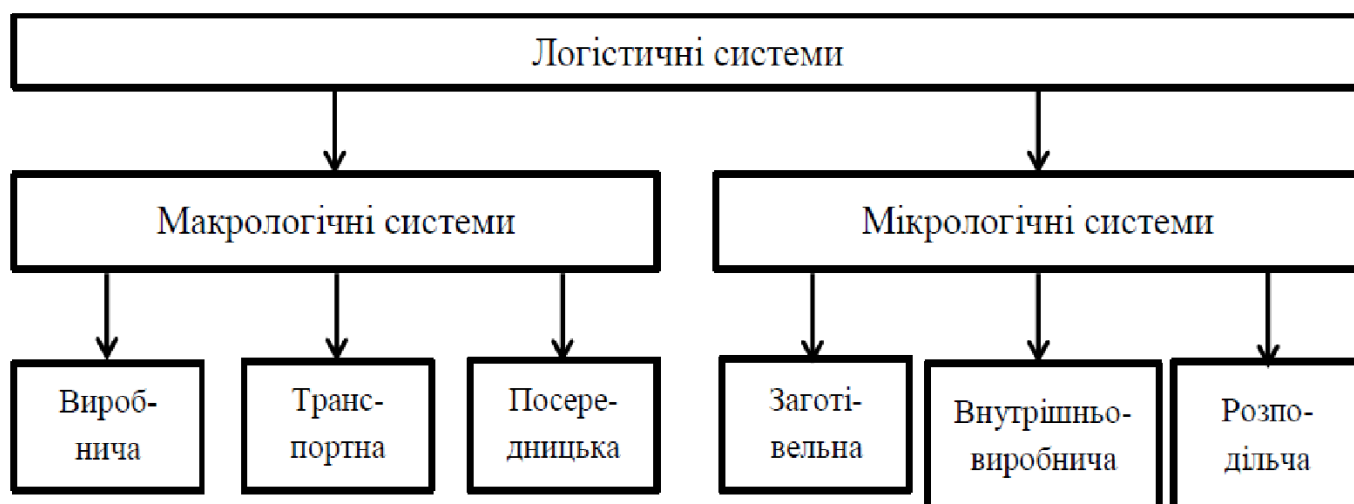 Логістичні системи
Макрологічні системи
Мікрологічні системи
Вироб-
нича
Транс-
портна
Посере-
дницька
Заготі-
вельна
Внутрішньо-
виробнича
Розпо-
дільча